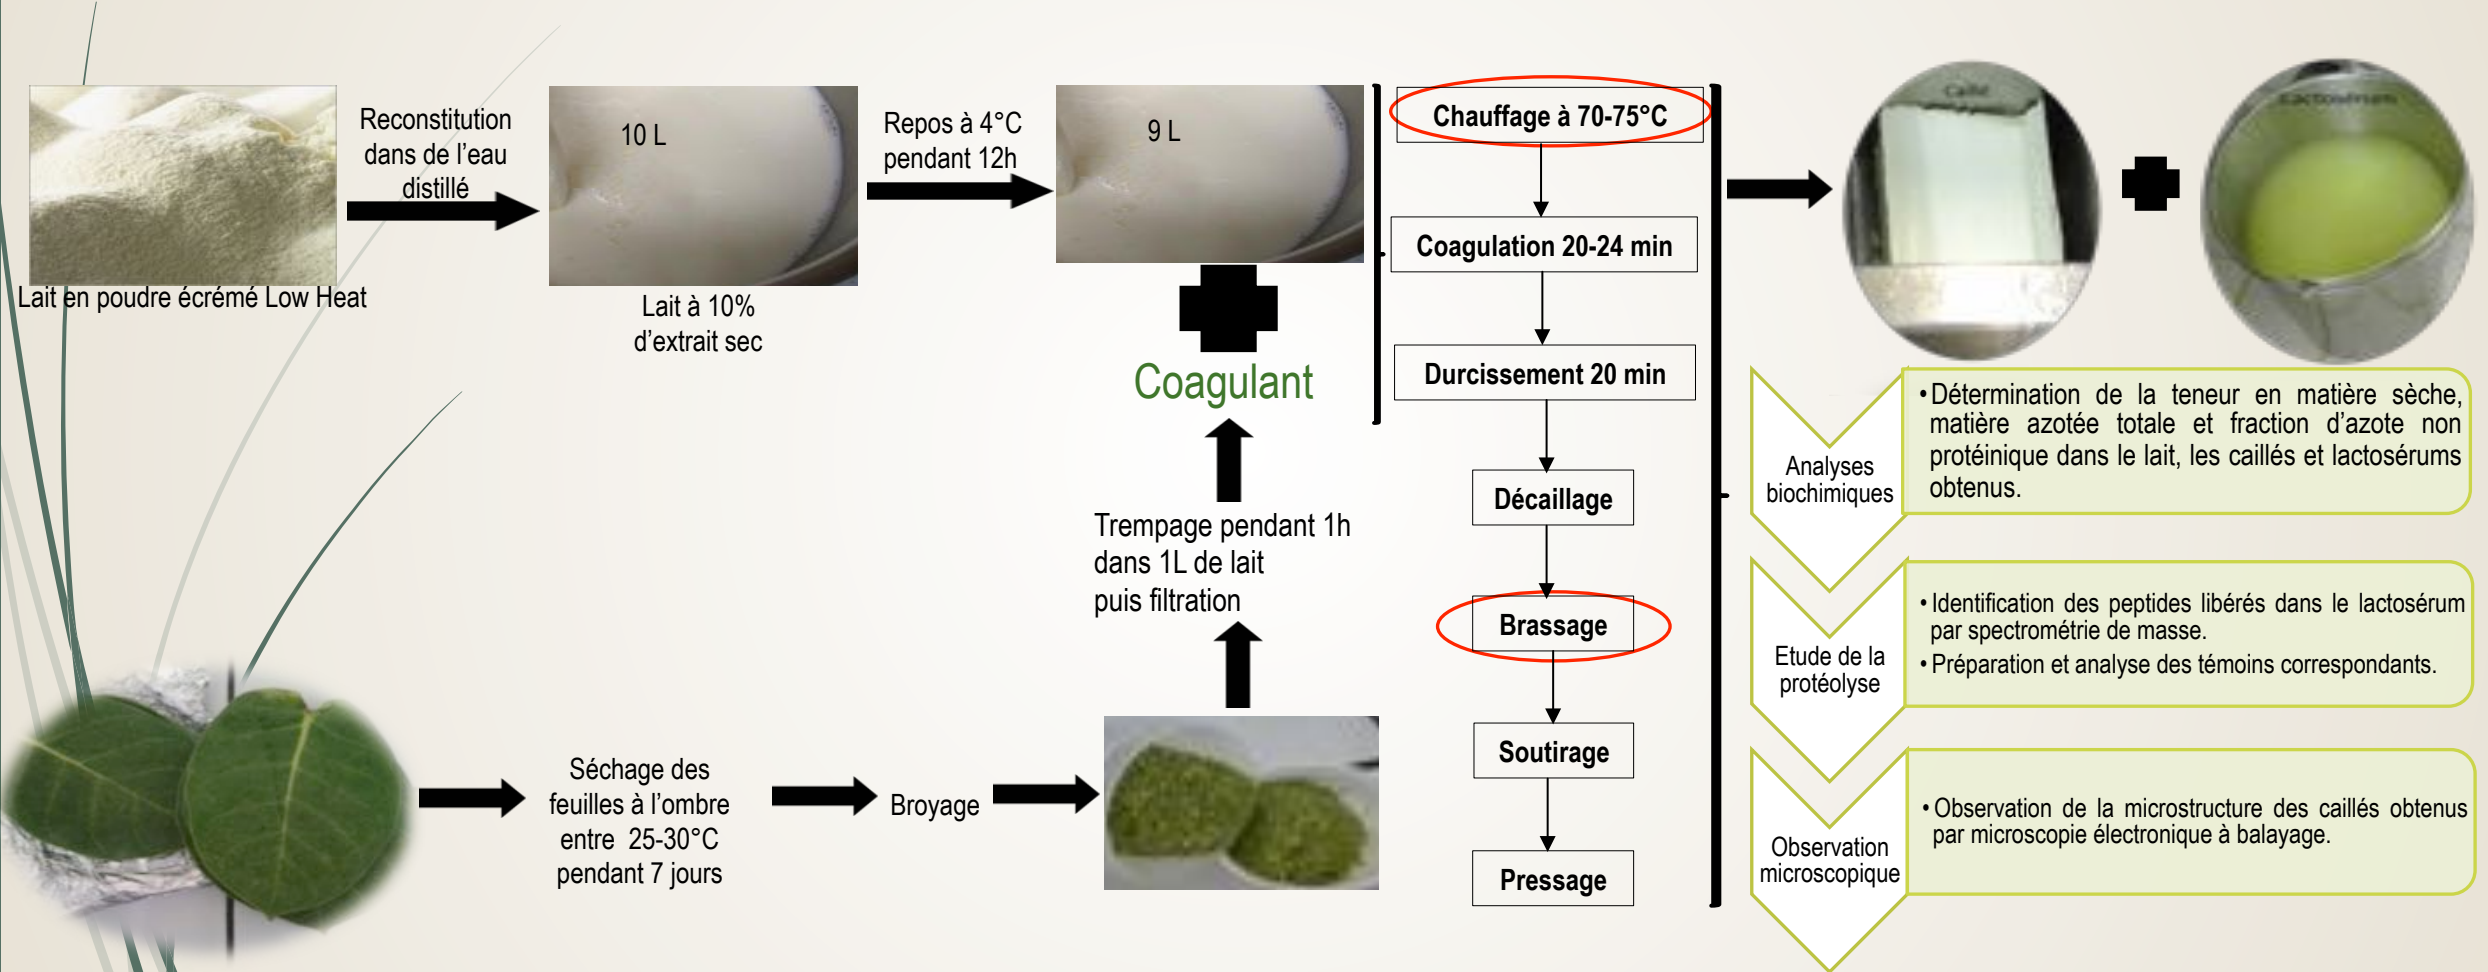 Reconstitution
dans de l’eau
distillé
Lait en poudre écrémé Low Heat
10 L
Lait à 10%
d’extrait sec
Repos à 4°C
pendant 12h
9 L
Coagulant
Trempage pendant 1h
dans 1L de lait
puis filtration
Séchage des
feuilles à l’ombre
entre 25-30°C
pendant 7 jours
Broyage
Chauffage à 70-75°C
Coagulation 20-24 min
Durcissement 20 min
Décaillage
Brassage
Soutirage
Pressage
Caillé
Lactosérum
Analyses
biochimiques
•Détermination de la teneur en matière sèche,
matière azotée totale et fraction d’azote non
protéinique dans le lait, les caillés et lactosérums
obtenus.
Etude de la
protéolyse
•Identification des peptides libérés dans le lactosérum
par spectrométrie de masse.
•Préparation et analyse des témoins correspondants.
Observation
microscopique
•Observation de la microstructure des caillés obtenus
par microscopie électronique à balayage.